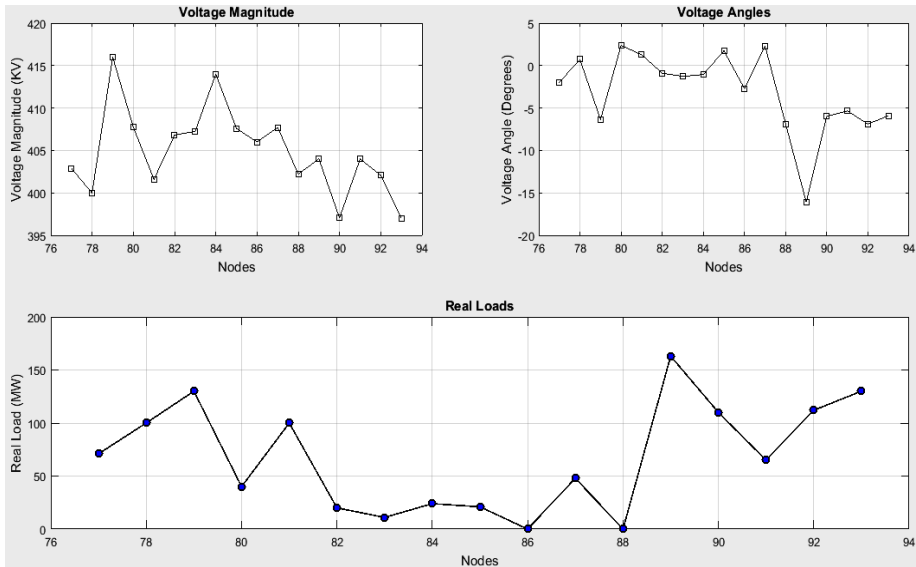 Voltage Magnitude
420
415
410
405
400
395
Voltage Magnitude (KV)
76 78 80 82 84 86 88 90 92 94
Nodes
Voltage Angles
5
0
-5
-10
-15
-20
Voltage Angle (Degrees)
76 78 80 82 84 86 88 90 92 94
Nodes
Real Loads
200
150
100
50
0
Real Load (MW)
76 78 80 82 84 86 88 90 92 94
Nodes